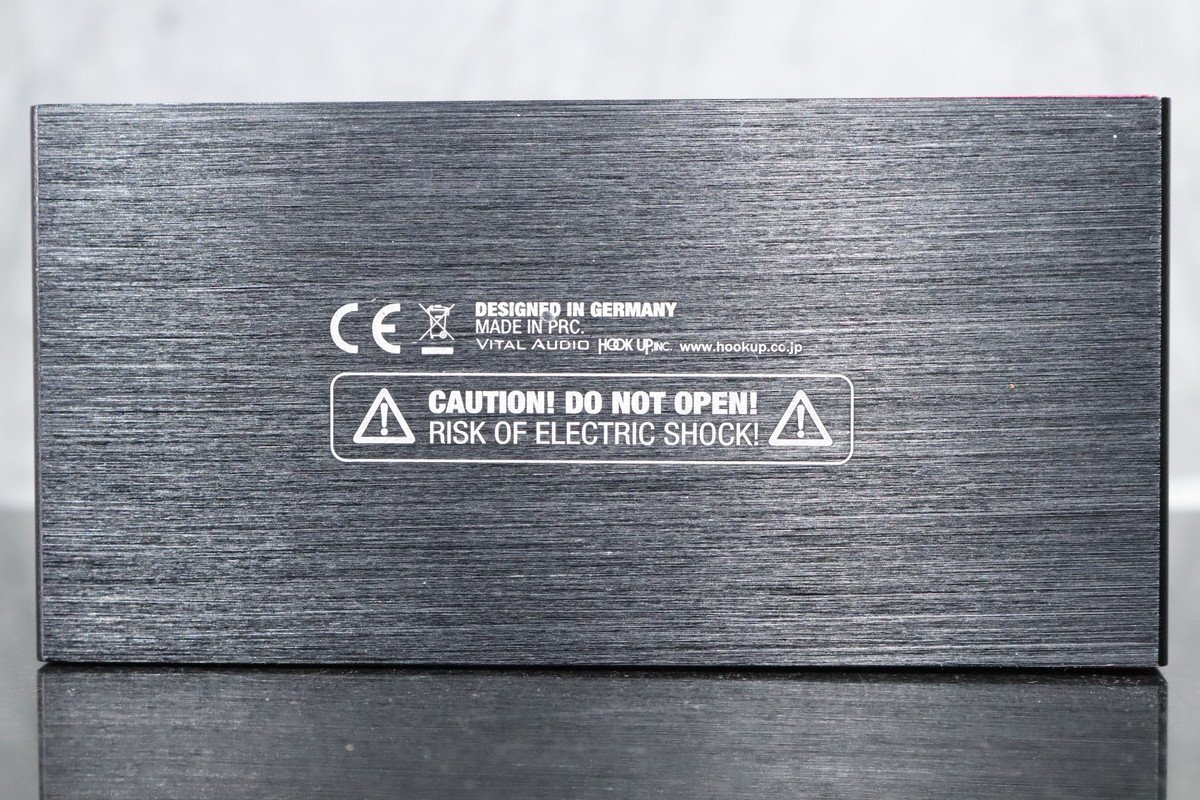 CE
DESIGNED IN GERMANY
MADE IN PRC.
VITAL AUDIO HOOK UP,INC. www.hookup.co.jp
CAUTION! DO NOT OPEN!
RISK OF ELECTRIC SHOCK!